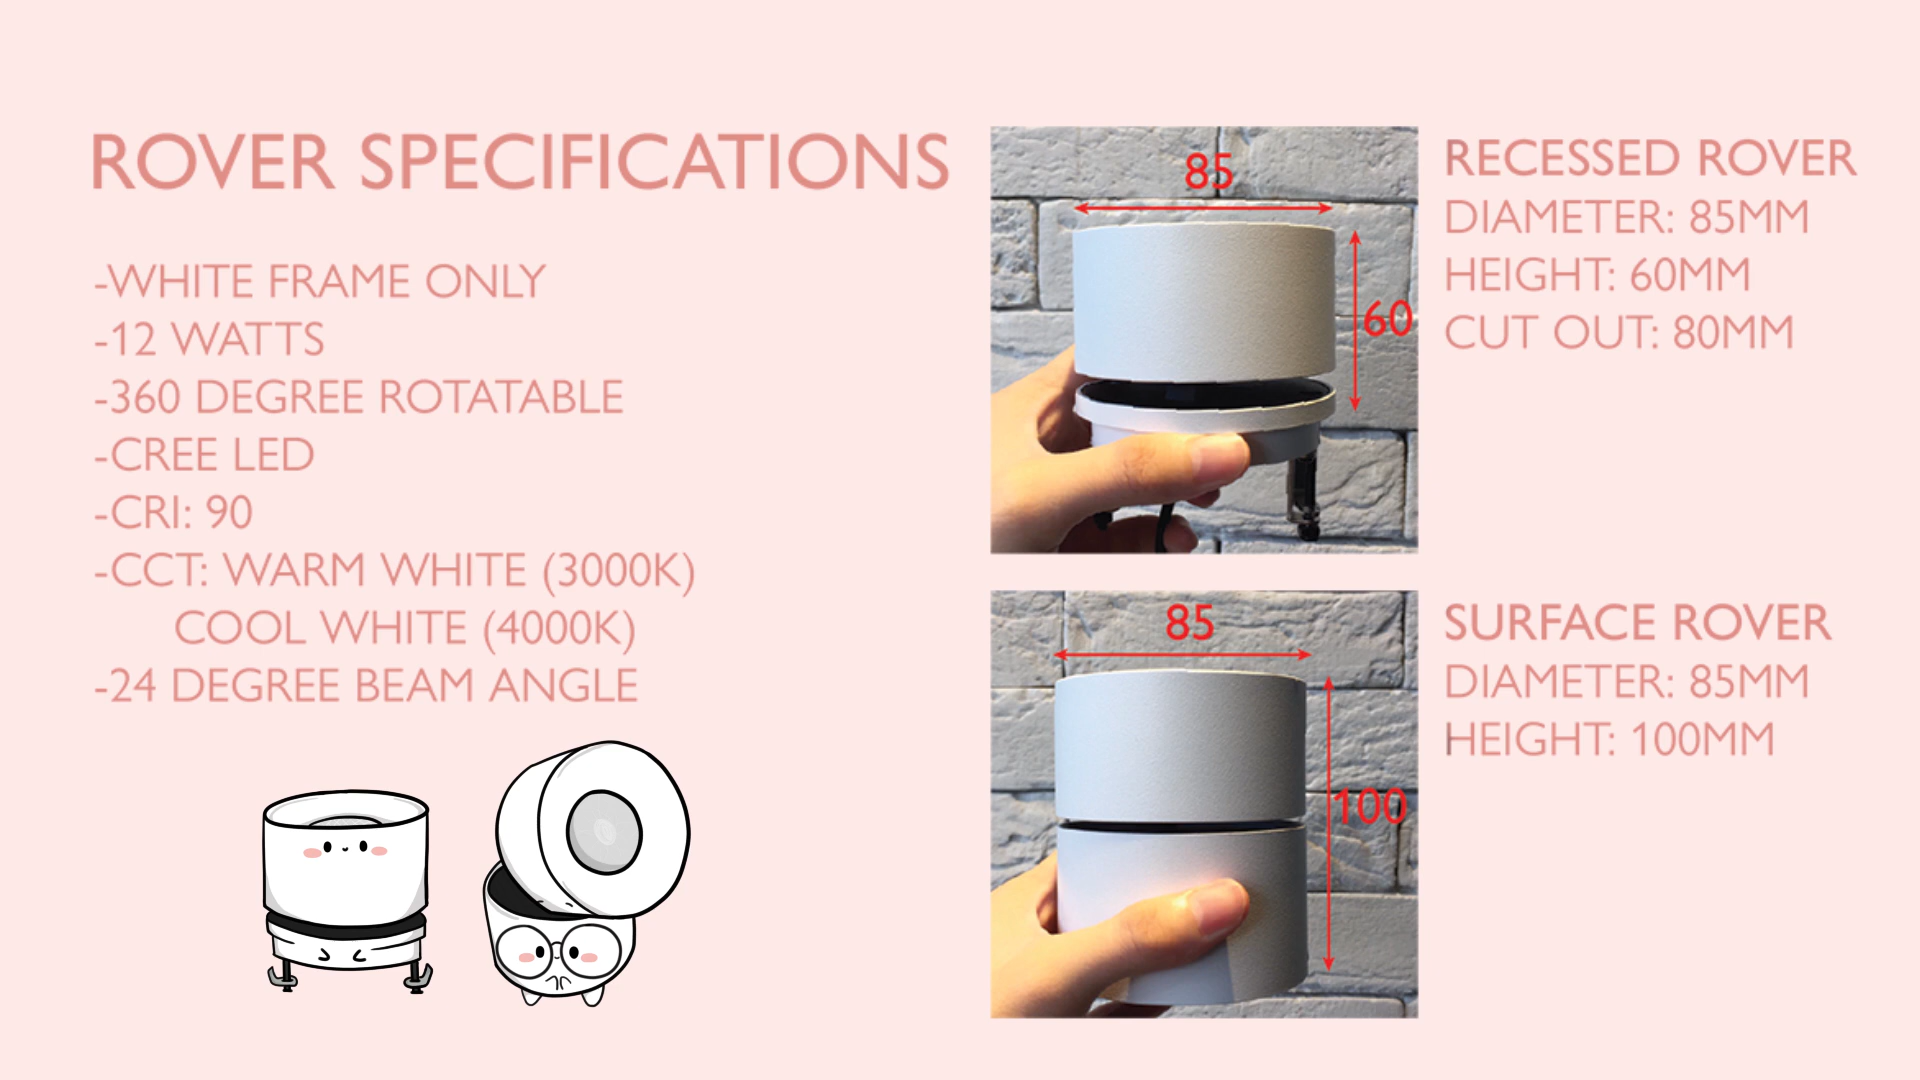 ROVER SPECIFICATIONS
-WHITE FRAME ONLY
-12 WATTS
-360 DEGREE ROTATABLE
-CREE LED
-CRI: 90
-CCT: WARM WHITE (3000K)
COOL WHITE (4000K)
-24 DEGREE BEAM ANGLE
85
60
RECESSED ROVER
DIAMETER: 85MM
HEIGHT: 60MM
CUT OUT: 80MM
85
100
SURFACE ROVER
DIAMETER: 85MM
HEIGHT: 100MM